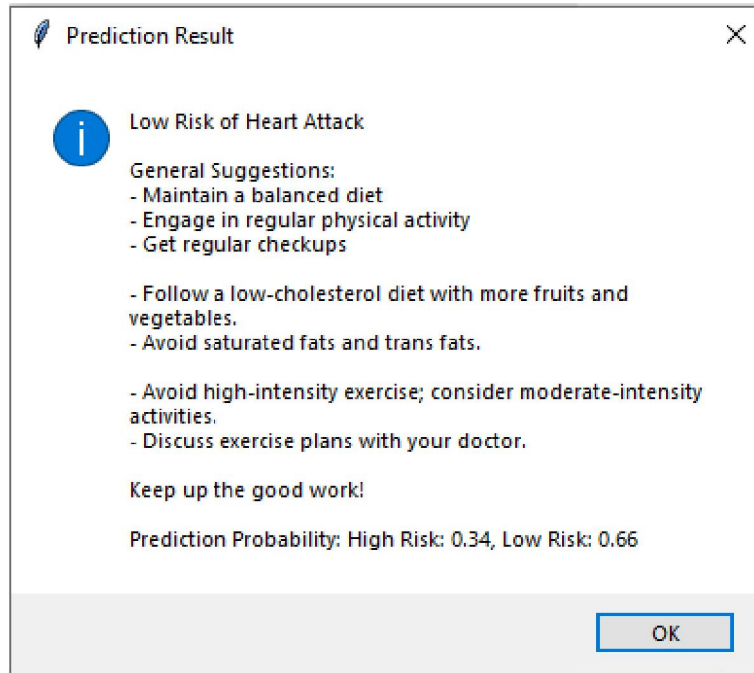 Prediction Result
Low Risk of Heart Attack
General Suggestions:
- Maintain a balanced diet
- Engage in regular physical activity
- Get regular checkups
- Follow a low-cholesterol diet with more fruits and
vegetables.
- Avoid saturated fats and trans fats.
- Avoid high-intensity exercise; consider moderate-intensity
activities.
- Discuss exercise plans with your doctor.
Keep up the good work!
Prediction Probability: High Risk: 0.34, Low Risk: 0.66
OK